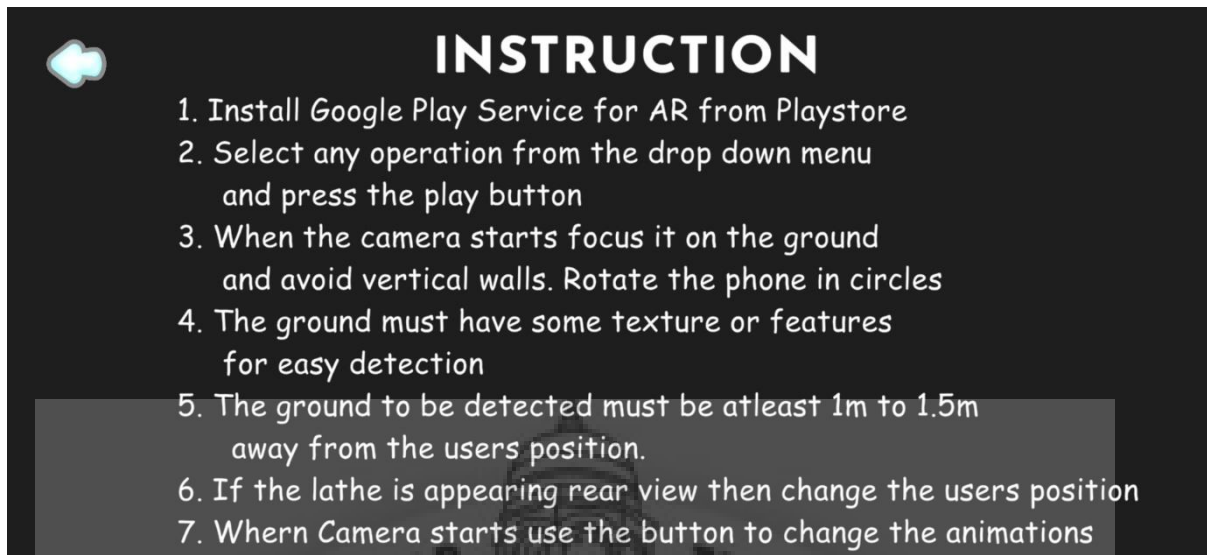 INSTRUCTION
1. Install Google Play Service for AR from Playstore
2. Select any operation from the drop down menu
and press the play button
3. When the camera starts focus it on the ground
and avoid vertical walls. Rotate the phone in circles
4. The ground must have some texture or features
for easy detection
5. The ground to be detected must be atleast 1m to 1.5m
away from the users position.
6. If the lathe is appearing rear view then change the users position
7. Whern Camera starts use the button to change the animations